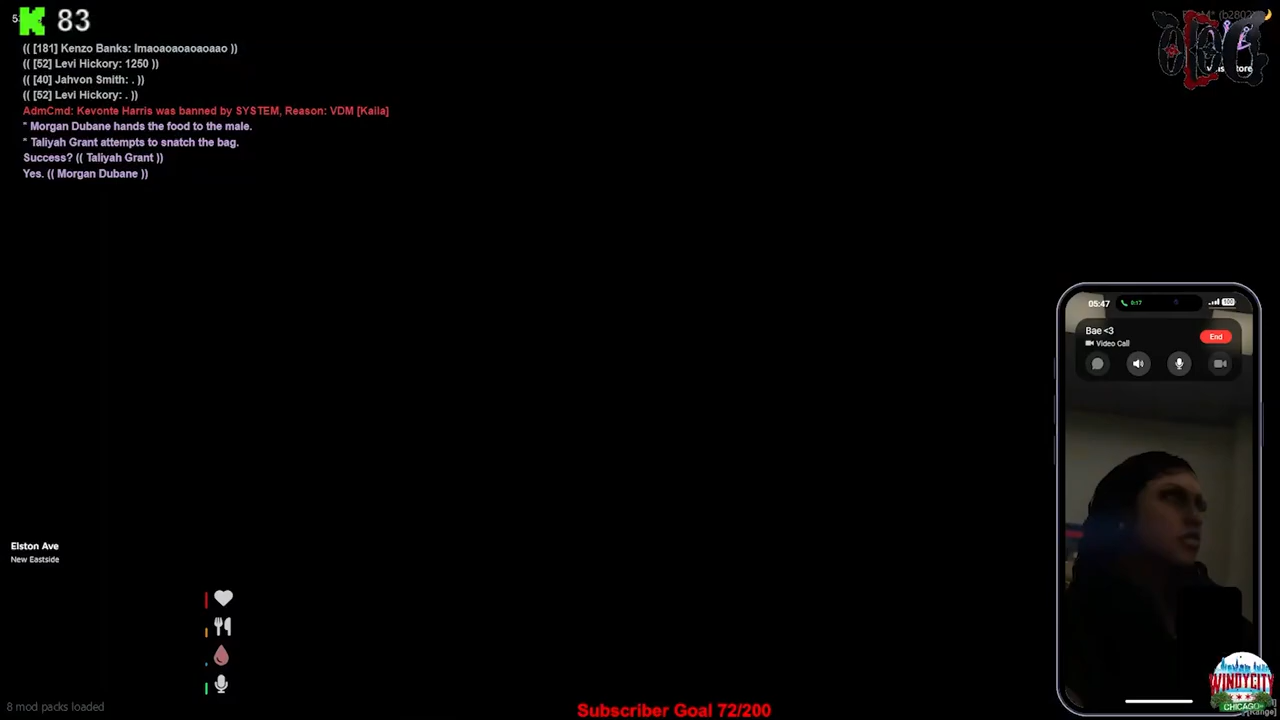 83
(( [181] Kenzo Banks: lmaoaoaoaoaoaao ))
(( [52] Levi Hickory: 1250 ))
(( [40] Jahvon Smith: . ))
(( [52] Levi Hickory: . ))
AdmCmd: Kevonte Harris was banned by SYSTEM, Reason: VDM [Kaila]
* Morgan Dubane hands the food to the male.
* Taliyah Grant attempts to snatch the bag.
Success? (( Taliyah Grant ))
Yes. (( Morgan Dubane ))
05:47
0:17
100
Bae <3
End
Video Call
Elston Ave
New Eastside
8 mod packs loaded
Subscriber Goal 72/200
WINDYCITY
CHICAGO